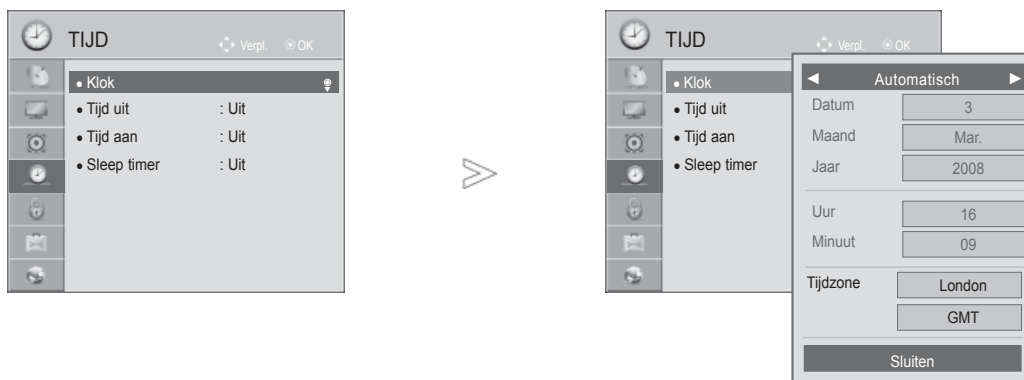 TIJD
Verpl. OK
• Klok
• Tijd uit : Uit
• Tijd aan : Uit
• Sleep timer : Uit
TIJD
Verpl. OK
• Klok
• Tijd uit
• Tijd aan
• Sleep timer
◄ Automatisch ►
Datum 3
Maand Mar.
Jaar 2008
Uur 16
Minuut 09
Tijdzone London
GMT
Sluiten